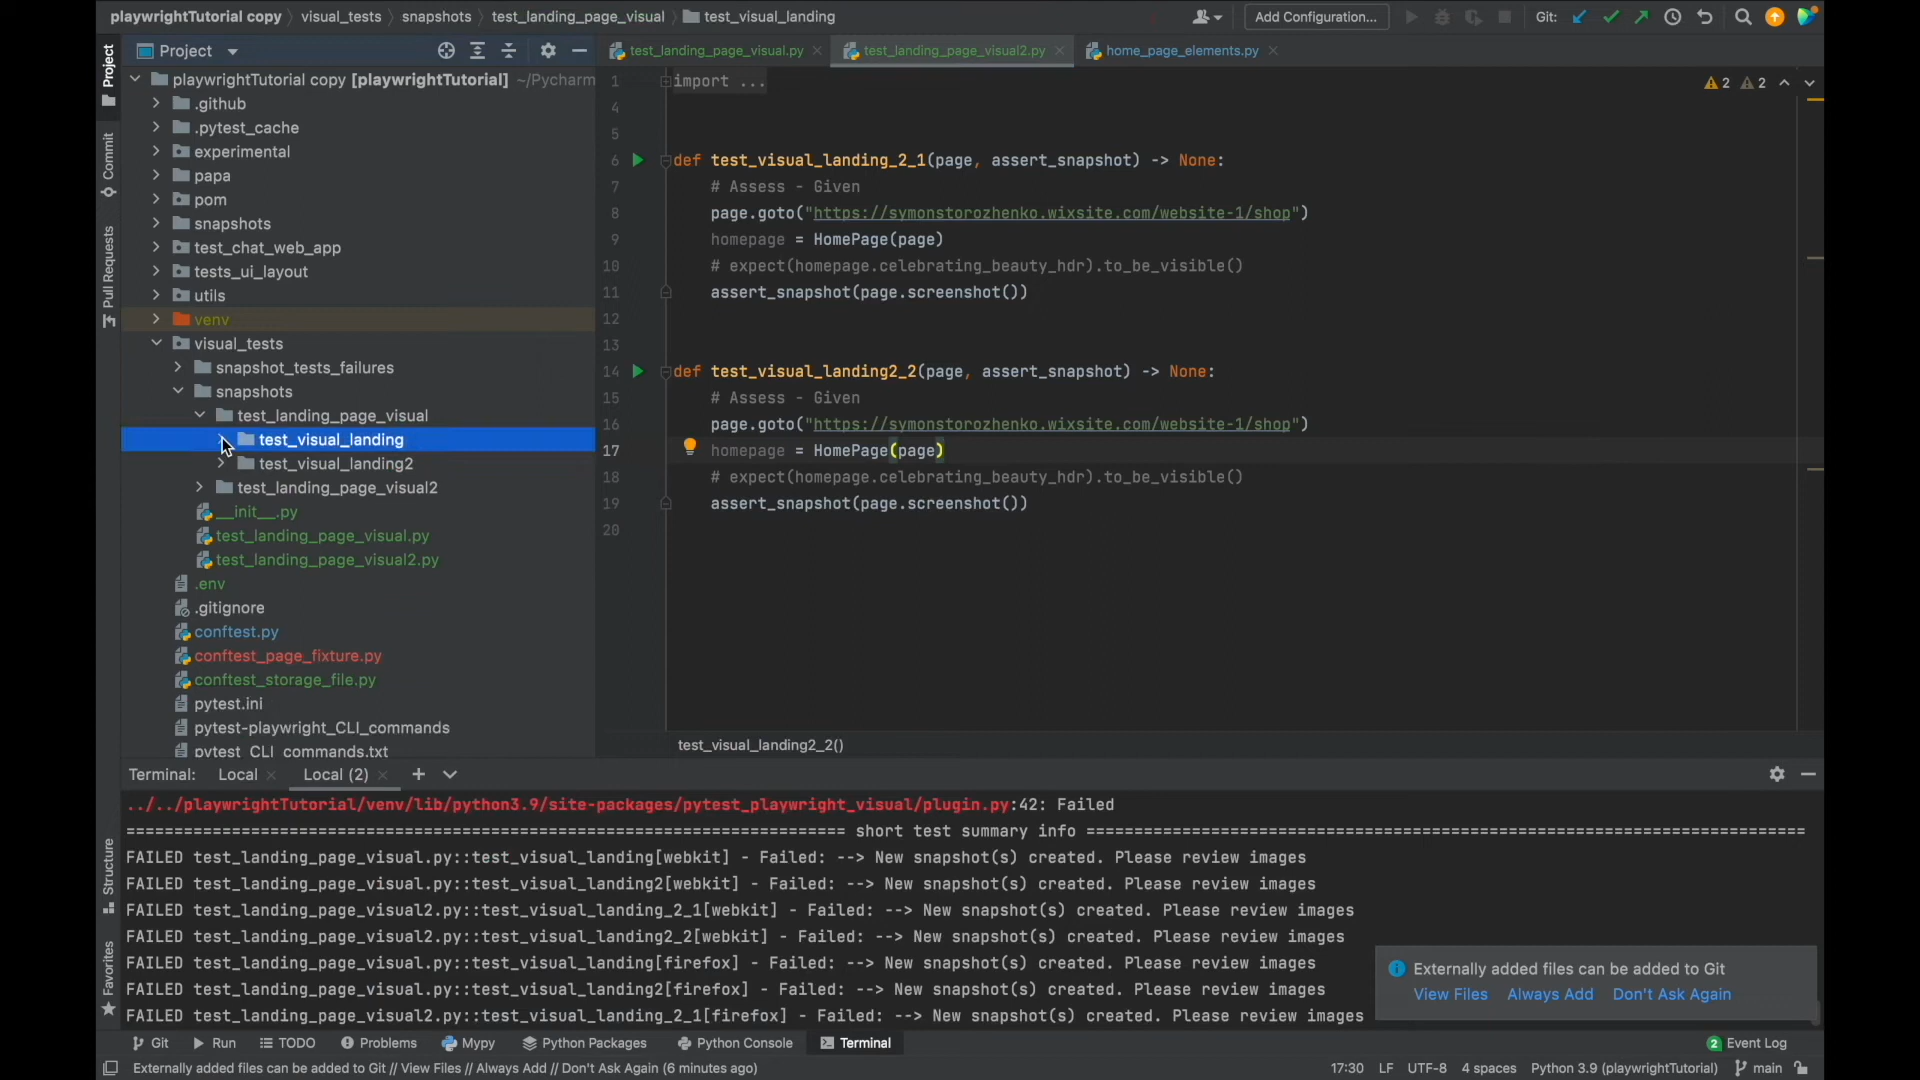 playwrightTutorial copy > visual_tests > snapshots > test_landing_page_visual > test_visual_landing
Add Configuration... Git:
Project
test_landing_page_visual.py
test_landing_page_visual2.py
home_page_elements.py
Project
Commit
Pull Requests
Structure
Favorites
playwrightTutorial copy [playwrightTutorial] ~/Pycharm
.github
.pytest_cache
experimental
papa
pom
snapshots
test_chat_web_app
tests_ui_layout
utils
venv
visual_tests
snapshot_tests_failures
snapshots
test_landing_page_visual
test_visual_landing
test_visual_landing2
test_landing_page_visual2
__init__.py
test_landing_page_visual.py
test_landing_page_visual2.py
.env
.gitignore
conftest.py
conftest_page_fixture.py
conftest_storage_file.py
pytest.ini
pytest-playwright_CLI_commands
pytest_CLI_commands.txt
2 2
1 import ...
4
5
6 def test_visual_landing_2_1(page, assert_snapshot) -> None:
7 # Assess - Given
8 page.goto("https://symonstorozhenko.wixsite.com/website-1/shop")
9 homepage = HomePage(page)
10 # expect(homepage.celebrating_beauty_hdr).to_be_visible()
11 assert_snapshot(page.screenshot())
12
13
14 def test_visual_landing2_2(page, assert_snapshot) -> None:
15 # Assess - Given
16 page.goto("https://symonstorozhenko.wixsite.com/website-1/shop")
17 homepage = HomePage(page)
18 # expect(homepage.celebrating_beauty_hdr).to_be_visible()
19 assert_snapshot(page.screenshot())
20
test_visual_landing2_2()
Terminal: Local Local (2)
../../playwrightTutorial/venv/lib/python3.9/site-packages/pytest_playwright_visual/plugin.py:42: Failed
=========================================================================== short test summary info ===========================================================================
FAILED test_landing_page_visual.py::test_visual_landing[webkit] - Failed: --> New snapshot(s) created. Please review images
FAILED test_landing_page_visual.py::test_visual_landing2[webkit] - Failed: --> New snapshot(s) created. Please review images
FAILED test_landing_page_visual2.py::test_visual_landing_2_1[webkit] - Failed: --> New snapshot(s) created. Please review images
FAILED test_landing_page_visual2.py::test_visual_landing2_2[webkit] - Failed: --> New snapshot(s) created. Please review images
FAILED test_landing_page_visual.py::test_visual_landing[firefox] - Failed: --> New snapshot(s) created. Please review images
FAILED test_landing_page_visual.py::test_visual_landing2[firefox] - Failed: --> New snapshot(s) created. Please review images
FAILED test_landing_page_visual2.py::test_visual_landing_2_1[firefox] - Failed: --> New snapshot(s) created. Please review images
Externally added files can be added to Git
View Files Always Add Don't Ask Again
Git Run TODO Problems Mypy Python Packages Python Console Terminal 2 Event Log
Externally added files can be added to Git // View Files // Always Add // Don't Ask Again (6 minutes ago) 17:30 LF UTF-8 4 spaces Python 3.9 (playwrightTutorial) main